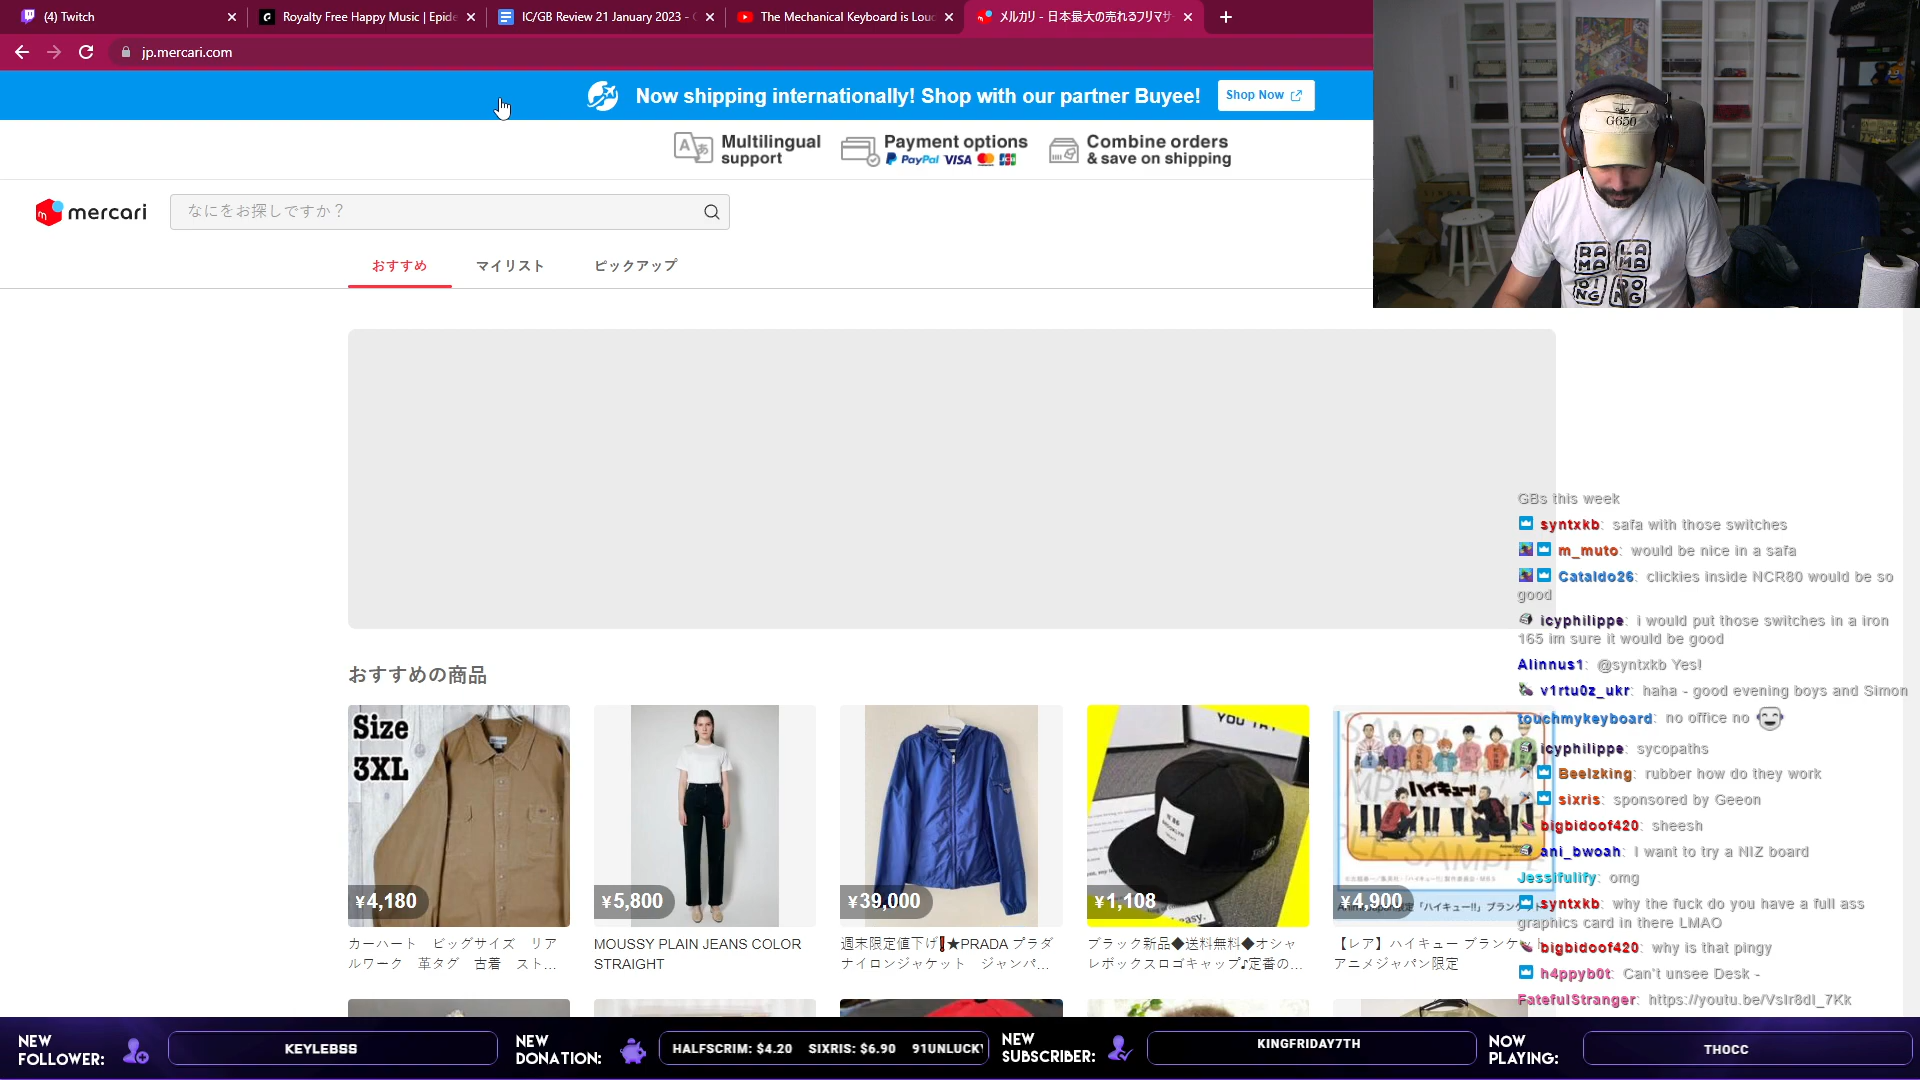 (4) Twitch
Royalty Free Happy Music | Epide
IC/GB Review 21 January 2023 -
The Mechanical Keyboard is Loud
メルカリ - 日本最大の売れるフリマサ
jp.mercari.com
Now shipping internationally! Shop with our partner Buyee!
Shop Now
Multilingual support
Payment options
PayPal VISA
Combine orders & save on shipping
mercari
なにをお探しですか？
おすすめ
マイリスト
ピックアップ
G650
RAMA LAMA DING DONG
おすすめの商品
Size
3XL
¥4,180
¥5,800
¥39,000
¥1,108
¥4,900
ハイキュー!!
カーハート ビッグサイズ リア
ルワーク 革タグ 古着 スト...
MOUSSY PLAIN JEANS COLOR
STRAIGHT
週末限定値下げ❗★PRADA プラダ
ナイロンジャケット ジャンパ...
ブラック新品◆送料無料◆オシャ
レボックスロゴキャップ♪定番の...
【レア】ハイキュー ブランケット
アニメジャパン限定
GBs this week
syntxkb: safa with those switches
m_muto: would be nice in a safa
Cataldo26: clickies inside NCR80 would be so
good
icyphilippe: i would put those switches in a iron
165 im sure it would be good
Alinnus1: @syntxkb Yes!
v1rtu0z_ukr: haha - good evening boys and Simon
touchmykeyboard: no office no
icyphilippe: sycopaths
Beelzking: rubber how do they work
sixris: sponsored by Geeon
bigbidoof420: sheesh
ani_bwoah: I want to try a NIZ board
Jessifulify: omg
syntxkb: why the fuck do you have a full ass
graphics card in there LMAO
bigbidoof420: why is that pingy
h4ppyb0t: Can't unsee Desk -
FatefulStranger: https://youtu.be/VsIr8dI_7Kk
NEW FOLLOWER:
KEYLEBSS
NEW DONATION:
HALFSCRIM: $4.20 SIXRIS: $6.90 91UNLUCKY
NEW SUBSCRIBER:
KINGFRIDAY7TH
NOW PLAYING:
THOCC